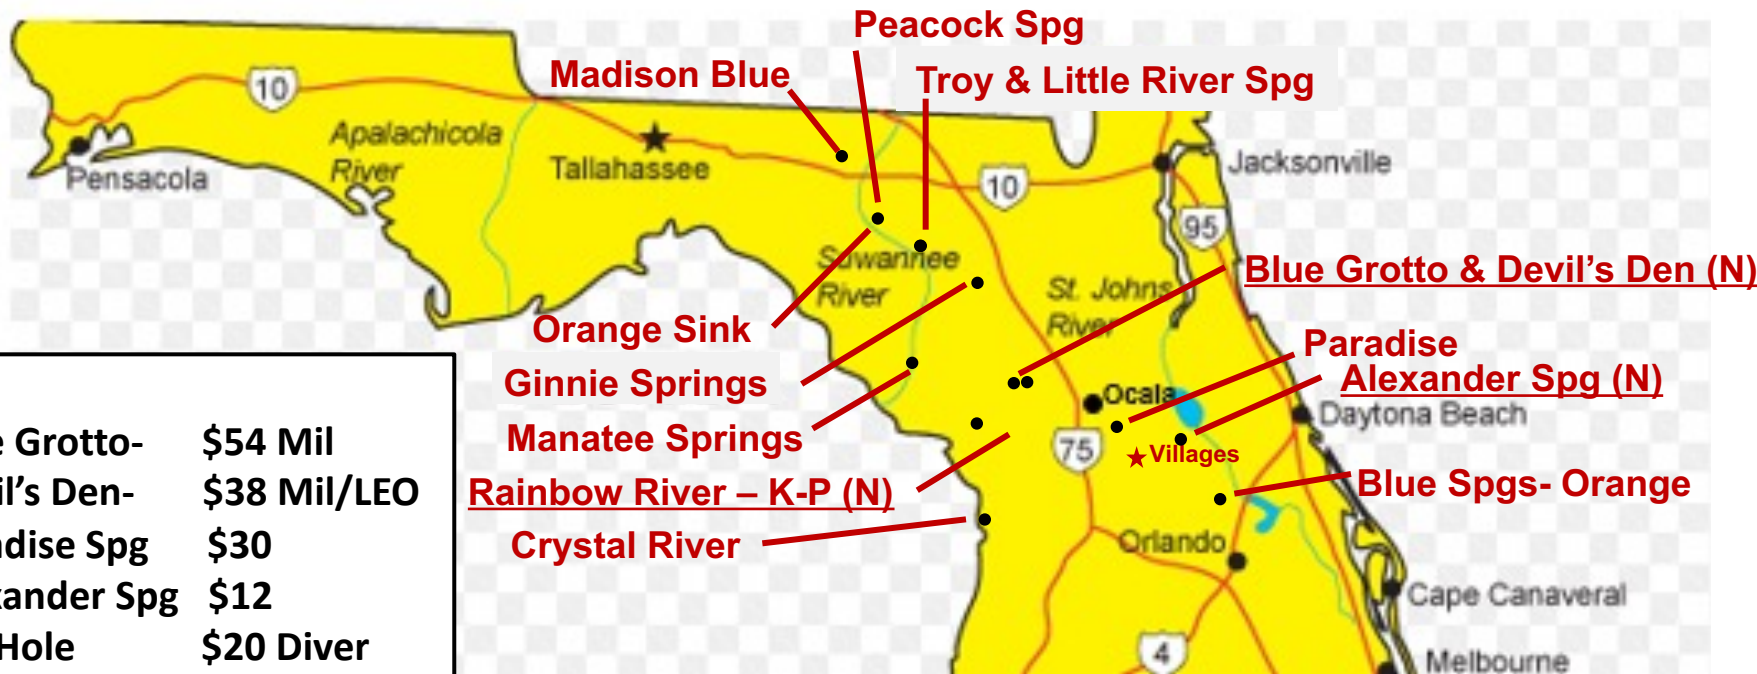 Peacock Spg
Madison Blue
Troy & Little River Spg
10
Apalachicola
River
Tallahassee
Pensacola
10
Jacksonville
95
Suwannee
River
St. Johns
River
Blue Grotto & Devil's Den (N)
Orange Sink
Paradise
Ginnie Springs
Alexander Spg (N)
Ocala
Daytona Beach
Manatee Springs
75
Villages
Rainbow River – K-P (N)
Blue Spgs- Orange
Crystal River
Orlando
Cape Canaveral
4
Melbourne
e Grotto- $54 Mil
il's Den- $38 Mil/LEO
adise Spg $30
xander Spg $12
Hole $20 Diver